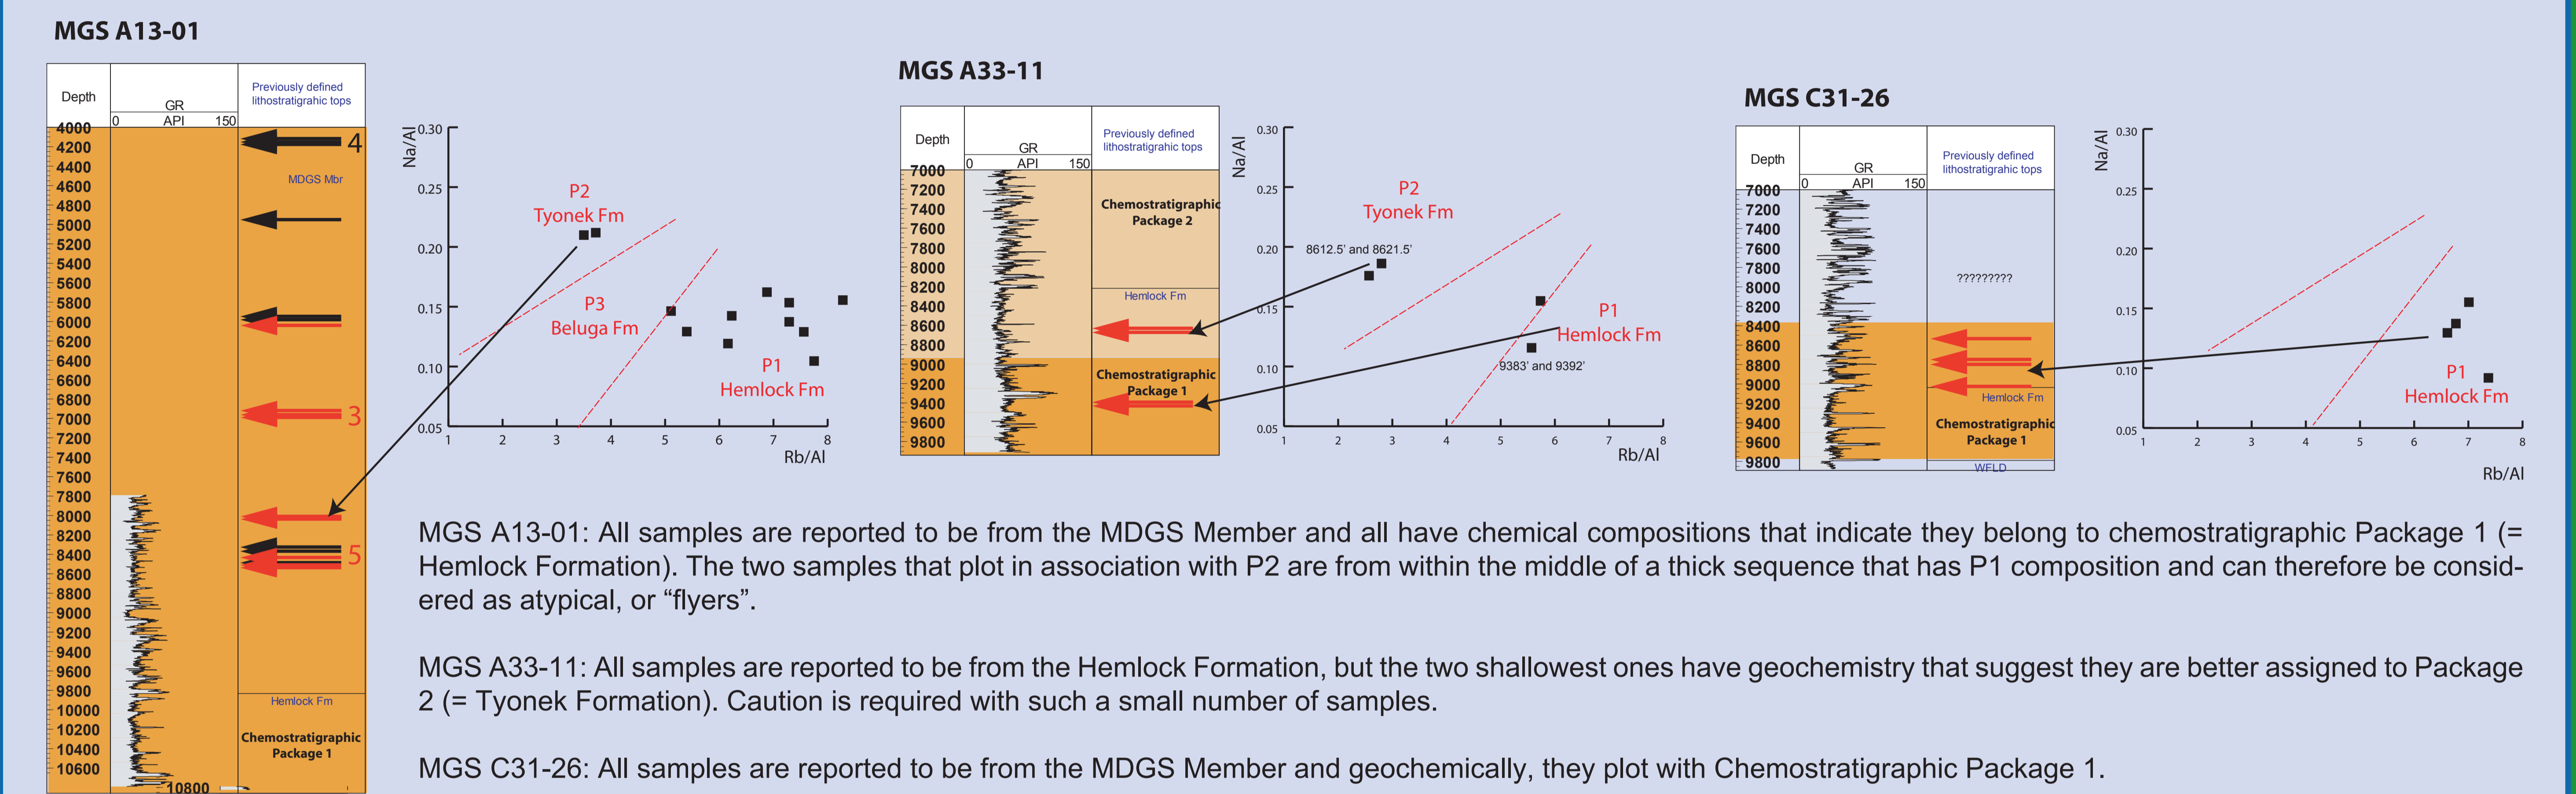 MGS A13-01
Depth
GR
0 API 150
Previously defined
lithostratigrahic tops
4000
4200
4400
4600
4800
5000
5200
5400
5600
5800
6000
6200
6400
6600
6800
7000
7200
7400
7600
7800
8000
8200
8400
8600
8800
9000
9200
9400
9600
9800
10000
10200
10400
10600
10800
4
MDGS Mbr
3
5
Hemlock Fm
Chemostratigraphic
Package 1
Na/Al
0.30
0.25
0.20
0.15
0.10
0.05
P2
Tyonek Fm
P3
Beluga Fm
P1
Hemlock Fm
1 2 3 4 5 6 7 8
Rb/Al
MGS A33-11
Depth
GR
0 API 150
Previously defined
lithostratigrahic tops
7000
7200
7400
7600
7800
8000
8200
8400
8600
8800
9000
9200
9400
9600
9800
Chemostratigraphic
Package 2
Hemlock Fm
Chemostratigraphic
Package 1
Na/Al
0.30
0.25
0.20
0.15
0.10
0.05
P2
Tyonek Fm
8612.5' and 8621.5'
P1
Hemlock Fm
9383' and 9392'
1 2 3 4 5 6 7 8
Rb/Al
MGS C31-26
Depth
GR
0 API 150
Previously defined
lithostratigrahic tops
7000
7200
7400
7600
7800
8000
8200
8400
8600
8800
9000
9200
9400
9600
9800
?????????
Hemlock Fm
Chemostratigraphic
Package 1
WFLD
Na/Al
0.30
0.25
0.20
0.15
0.10
0.05
P1
Hemlock Fm
1 2 3 4 5 6 7 8
Rb/Al
MGS A13-01: All samples are reported to be from the MDGS Member and all have chemical compositions that indicate they belong to chemostratigraphic Package 1 (=
Hemlock Formation). The two samples that plot in association with P2 are from within the middle of a thick sequence that has P1 composition and can therefore be consid-
ered as atypical, or “flyers”.
MGS A33-11: All samples are reported to be from the Hemlock Formation, but the two shallowest ones have geochemistry that suggest they are better assigned to Package
2 (= Tyonek Formation). Caution is required with such a small number of samples.
MGS C31-26: All samples are reported to be from the MDGS Member and geochemically, they plot with Chemostratigraphic Package 1.